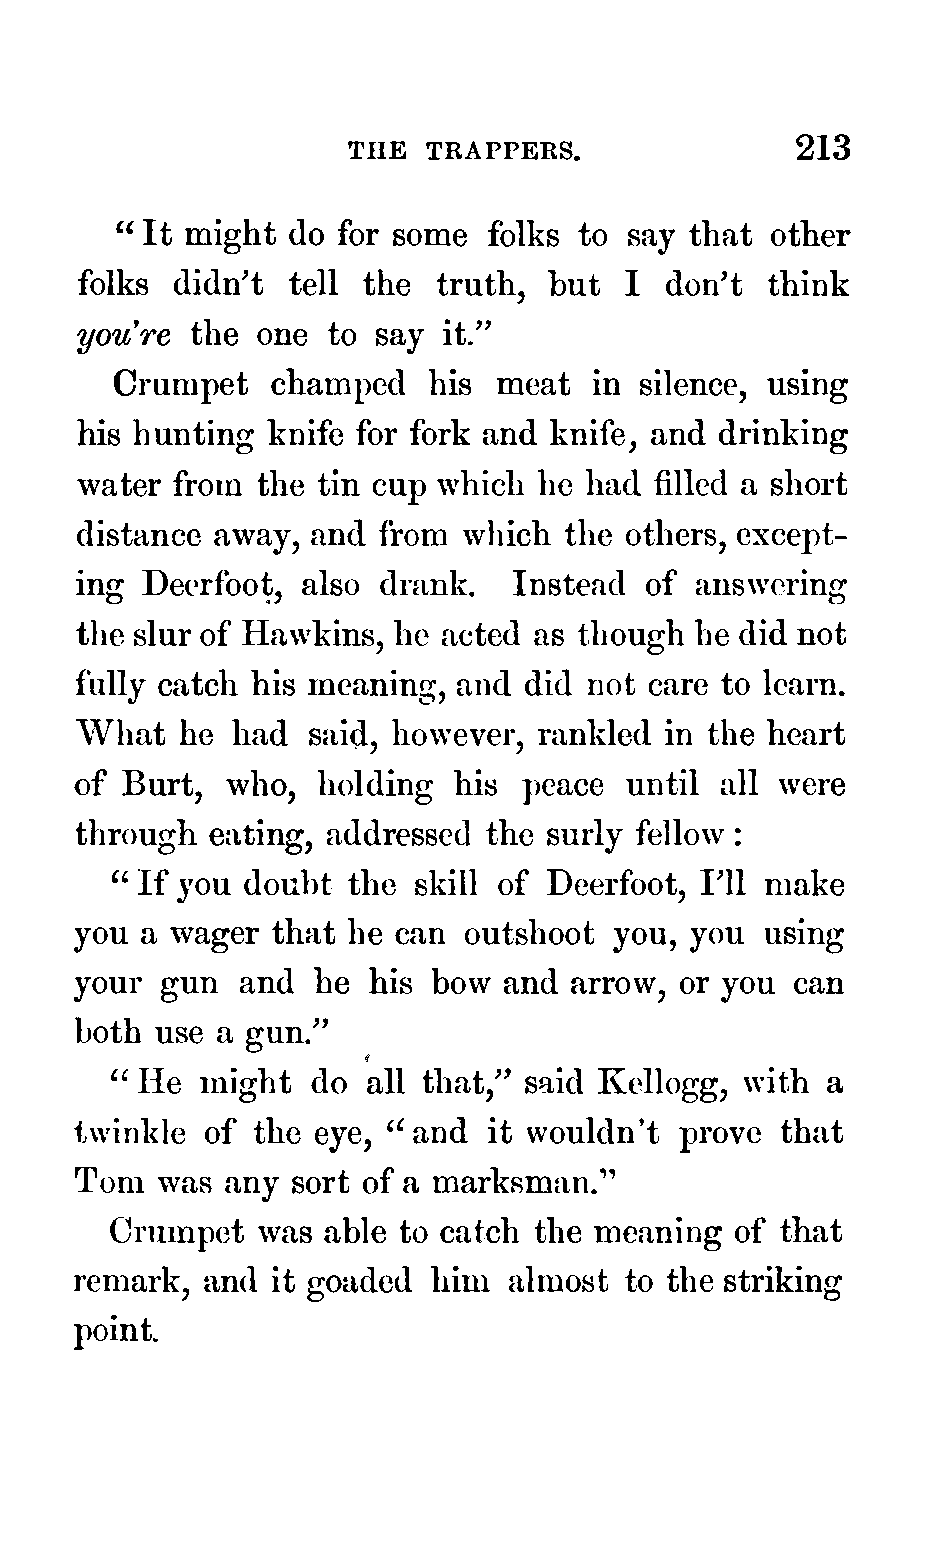 THE TRAPPERS. 213
“It might do for some folks to say that other
folks didn’t tell the truth, but I don’t think
you’re the one to say it.”
Crumpet champed his meat in silence, using
his hunting knife for fork and knife, and drinking
water from the tin cup which he had filled a short
distance away, and from which the others, except-
ing Deerfoot, also drank. Instead of answering
the slur of Hawkins, he acted as though he did not
fully catch his meaning, and did not care to learn.
What he had said, however, rankled in the heart
of Burt, who, holding his peace until all were
through eating, addressed the surly fellow:
“If you doubt the skill of Deerfoot, I’ll make
you a wager that he can outshoot you, you using
your gun and he his bow and arrow, or you can
both use a gun.”
“He might do all that,” said Kellogg, with a
twinkle of the eye, “and it wouldn’t prove that
Tom was any sort of a marksman.”
Crumpet was able to catch the meaning of that
remark, and it goaded him almost to the striking
point.